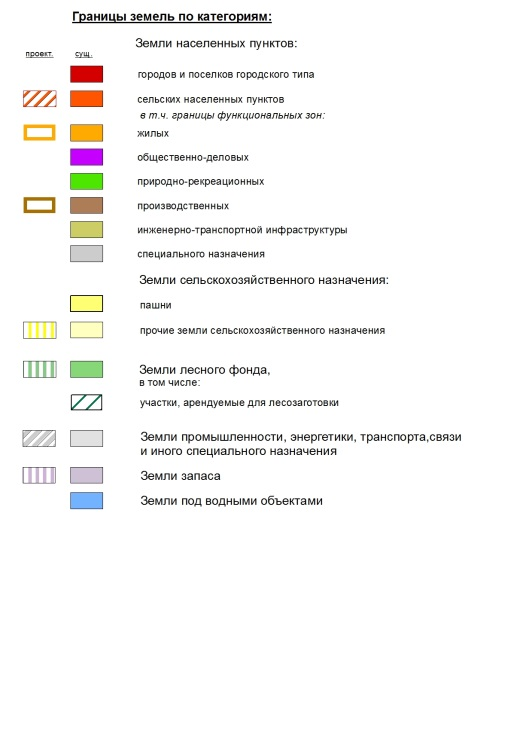 Границы земель по категориям:
Земли населенных пунктов:
проект. сущ.
городов и поселков городского типа
сельских населенных пунктов
в т.ч. границы функциональных зон:
жилых
общественно-деловых
природно-рекреационных
производственных
инженерно-транспортной инфраструктуры
специального назначения
Земли сельскохозяйственного назначения:
пашни
прочие земли сельскохозяйственного назначения
Земли лесного фонда,
в том числе:
участки, арендуемые для лесозаготовки
Земли промышленности, энергетики, транспорта,связи
и иного специального назначения
Земли запаса
Земли под водными объектами